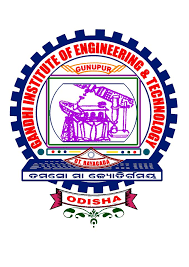 GANDHI INSTITUTE OF ENGINEERING & TECHNOLOGY
GUNUPUR
DT. RAYAGADA
ତମସୋ ମା ଜ୍ୟୋତିର୍ଗମୟ
ODISHA